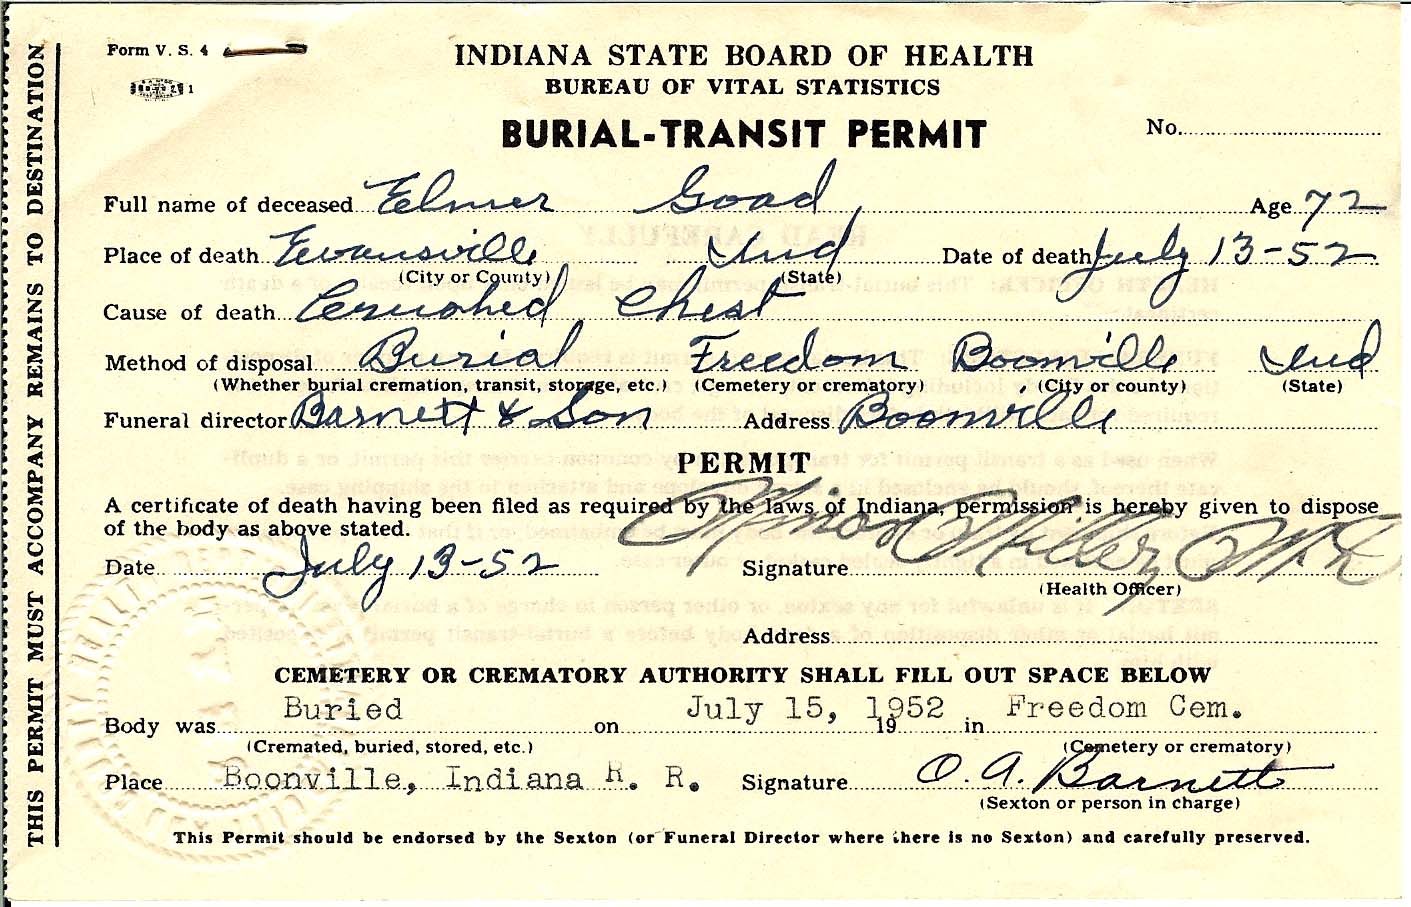 Form V. S. 4
INDIANA STATE BOARD OF HEALTH
BUREAU OF VITAL STATISTICS
BURIAL-TRANSIT PERMIT
No.
Full name of deceased Elmer Goad Age 72
Place of death Evansville Ind Date of death July 13-52
(City or County) (State)
Cause of death Crushed Chest
Method of disposal Burial Freedom Boonville Ind
(Whether burial cremation, transit, storage, etc.) (Cemetery or crematory) (City or county) (State)
Funeral director Barnett & Son Address Boonville
PERMIT
A certificate of death having been filed as required by the laws of Indiana, permission is hereby given to dispose
of the body as above stated.
Date July 13-52 Signature Minor Miller M.D.
(Health Officer)
Address
CEMETERY OR CREMATORY AUTHORITY SHALL FILL OUT SPACE BELOW
Body was Buried on July 15, 1952 19 in Freedom Cem.
(Cremated, buried, stored, etc.) (Cemetery or crematory)
Place Boonville, Indiana R. R. Signature O. A. Barnett
(Sexton or person in charge)
This Permit should be endorsed by the Sexton (or Funeral Director where there is no Sexton) and carefully preserved.
THIS PERMIT MUST ACCOMPANY REMAINS TO DESTINATION